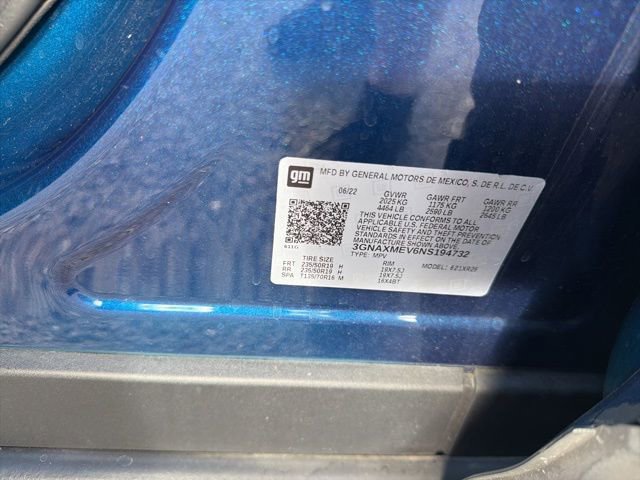 gm MFD BY GENERAL MOTORS DE MEXICO, S. DE R.L. DE C.V.
06/22 GVWR GAWR FRT GAWR RR
2025 KG 1175 KG 1200 KG
4464 LB 2590 LB 2645 LB
THIS VEHICLE CONFORMS TO ALL
APPLICABLE U.S. FEDERAL MOTOR
VEHICLE SAFETY AND THEFT PREVENTION
STANDARDS IN EFFECT ON THE DATE OF
MANUFACTURE SHOWN ABOVE.
611G 3GNAXMEV6NS194732
TYPE: MPV MODEL: 621XR26
TIRE SIZE RIM
FRT 235/50R19 H 19X7.5J
RR 235/50R19 H 19X7.5J
SPA T135/70R16 M 16X4BT